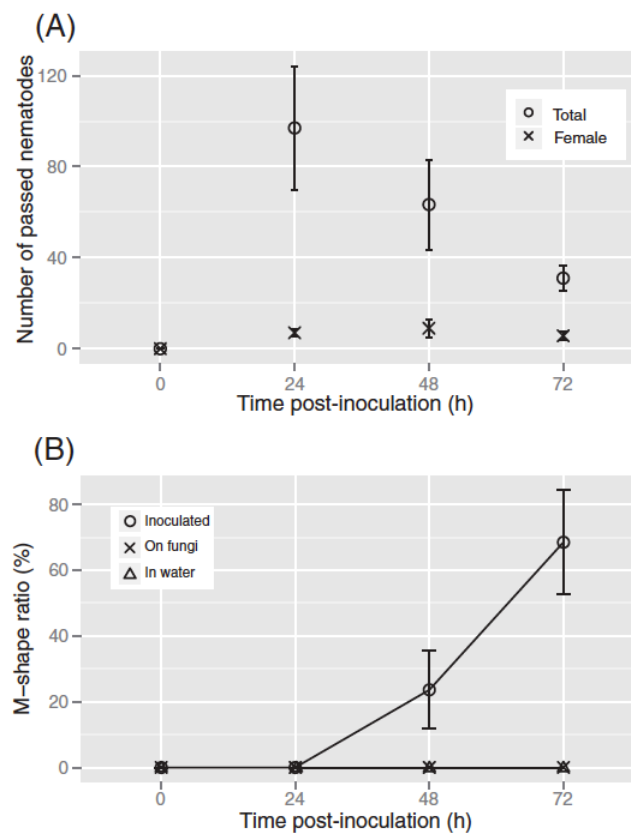 (A)
Number of passed nematodes
120
80
40
0
Total
Female
0 24 48 72
Time post-inoculation (h)
(B)
M-shape ratio (%)
80
60
40
20
0
Inoculated
On fungi
In water
0 24 48 72
Time post-inoculation (h)